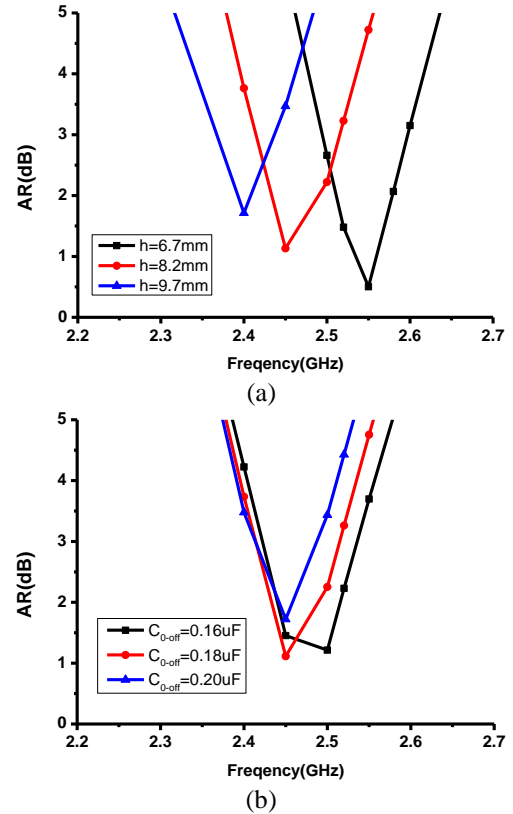 5
4
3
2
1
0
AR(dB)
h=6.7mm
h=8.2mm
h=9.7mm
2.2 2.3 2.4 2.5 2.6 2.7
Freqency(GHz)
(a)
5
4
3
2
1
0
AR(dB)
C0-off=0.16uF
C0-off=0.18uF
C0-off=0.20uF
2.2 2.3 2.4 2.5 2.6 2.7
Freqency(GHz)
(b)